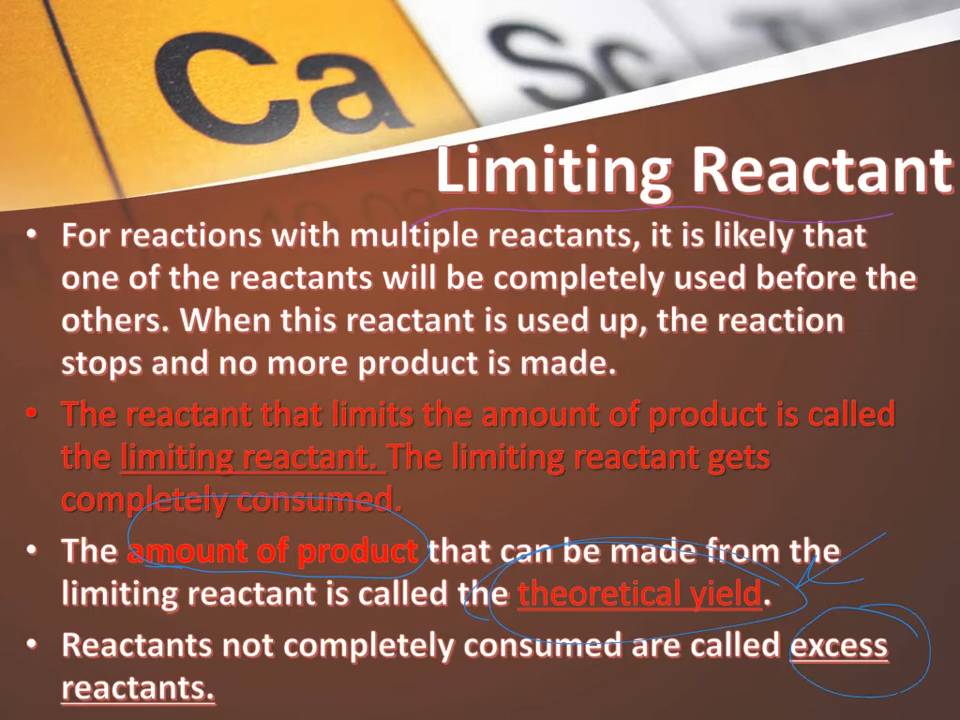 Ca Sc
Limiting Reactant
• For reactions with multiple reactants, it is likely that
one of the reactants will be completely used before the
others. When this reactant is used up, the reaction
stops and no more product is made.
• The reactant that limits the amount of product is called
the limiting reactant. The limiting reactant gets
completely consumed.
• The amount of product that can be made from the
limiting reactant is called the theoretical yield.
• Reactants not completely consumed are called excess
reactants.